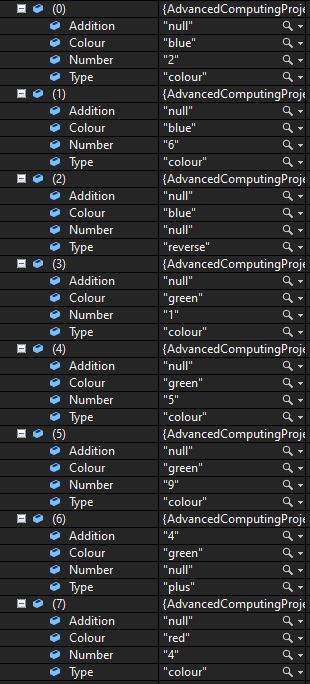 (0) {AdvancedComputingProje
Addition "null"
Colour "blue"
Number "2"
Type "colour"
(1) {AdvancedComputingProje
Addition "null"
Colour "blue"
Number "6"
Type "colour"
(2) {AdvancedComputingProje
Addition "null"
Colour "blue"
Number "null"
Type "reverse"
(3) {AdvancedComputingProje
Addition "null"
Colour "green"
Number "1"
Type "colour"
(4) {AdvancedComputingProje
Addition "null"
Colour "green"
Number "5"
Type "colour"
(5) {AdvancedComputingProje
Addition "null"
Colour "green"
Number "9"
Type "colour"
(6) {AdvancedComputingProje
Addition "4"
Colour "green"
Number "null"
Type "plus"
(7) {AdvancedComputingProje
Addition "null"
Colour "red"
Number "4"
Type "colour"